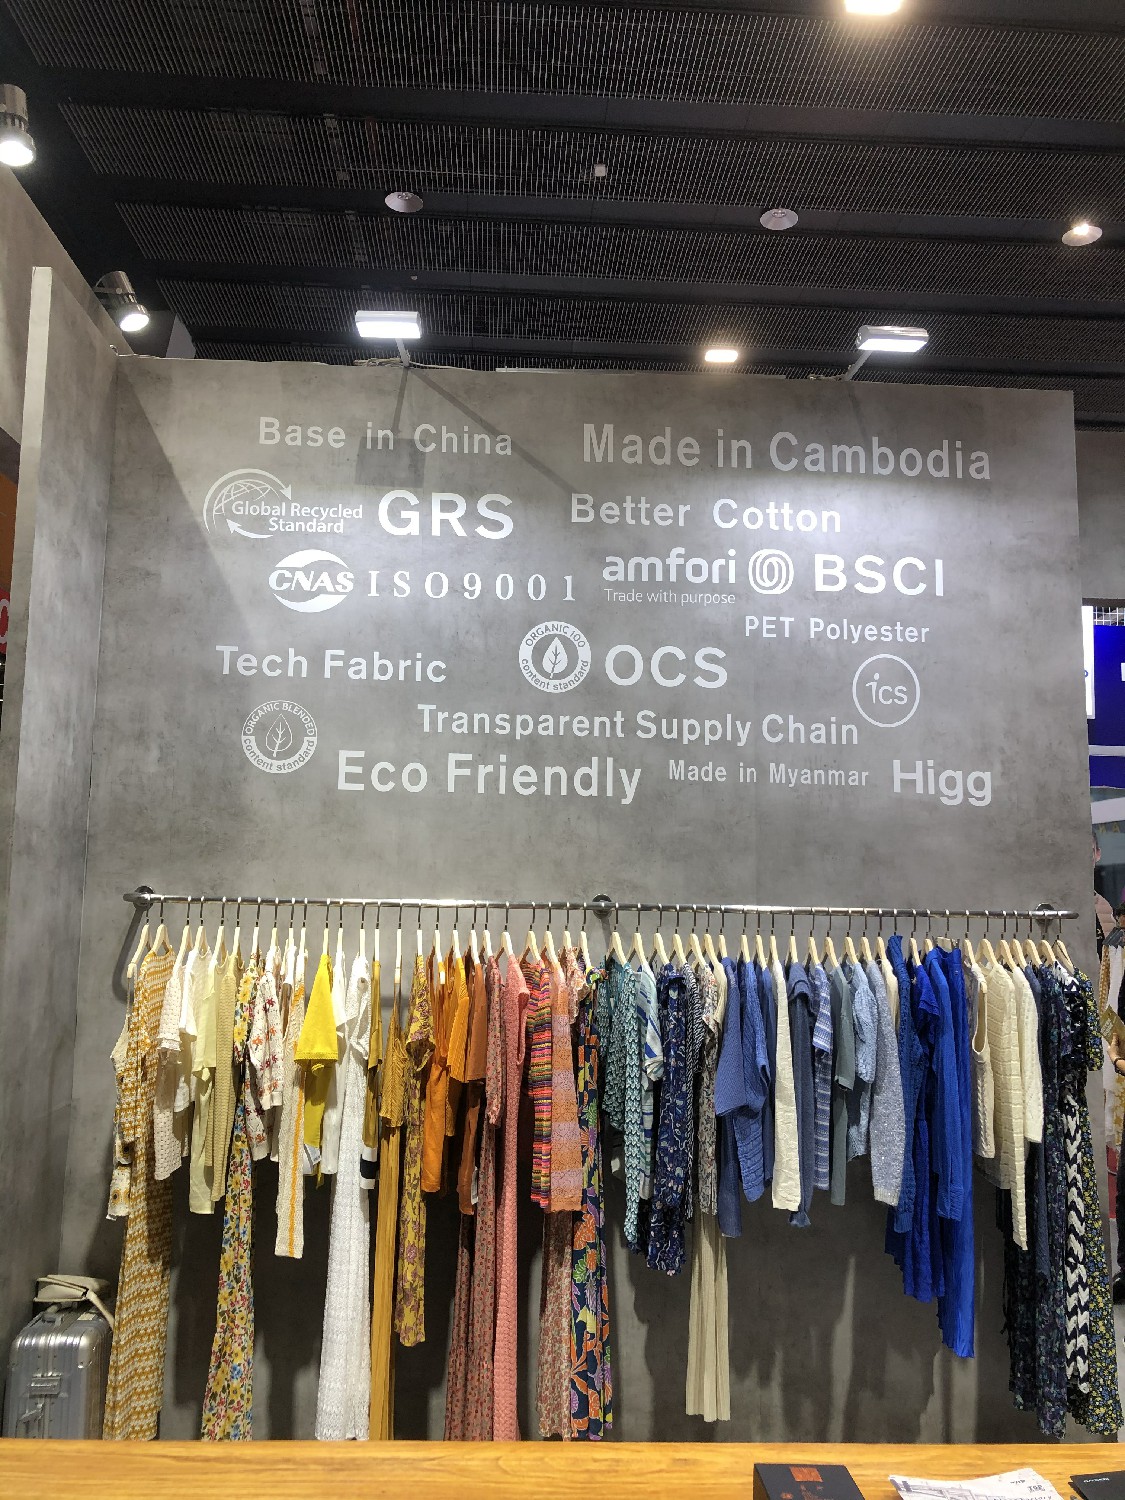 Base in China
Made in Cambodia
Global Recycled
Standard
GRS
Better Cotton
CNAS
ISO9001
amfori
Trade with purpose
BSCI
PET Polyester
Tech Fabric
ORGANIC 100
content standard
OCS
ics
ORGANIC BLENDED
content standard
Transparent Supply Chain
Eco Friendly
Made in Myanmar
Higg